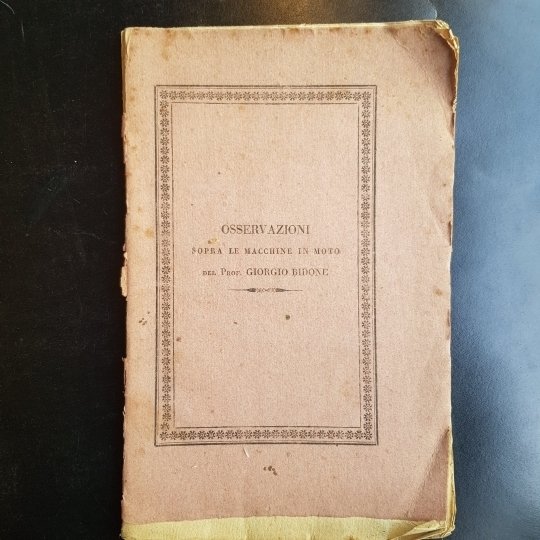 OSSERVAZIONI
SOPRA LE MACCHINE IN MOTO
DEL PROF. GIORGIO BIDONE